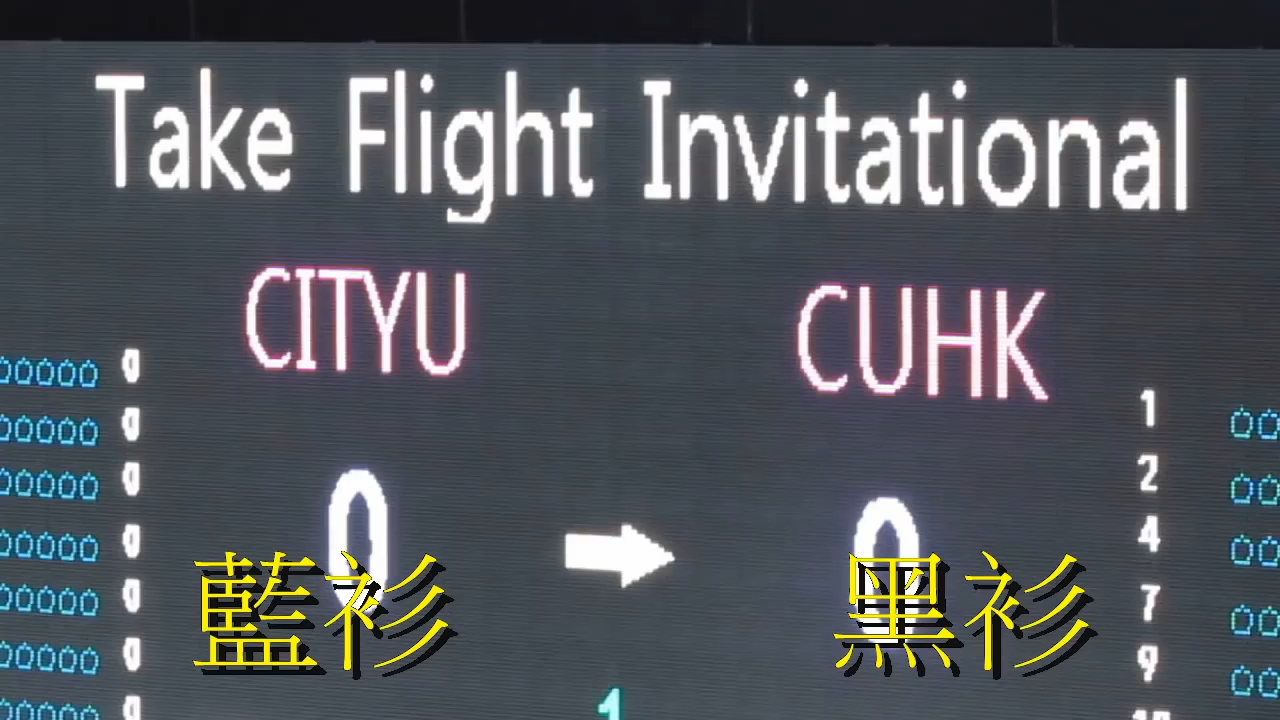 Take Flight Invitational
CITYU CUHK
1
2
0 0
4
藍衫 黑衫
7
9
1